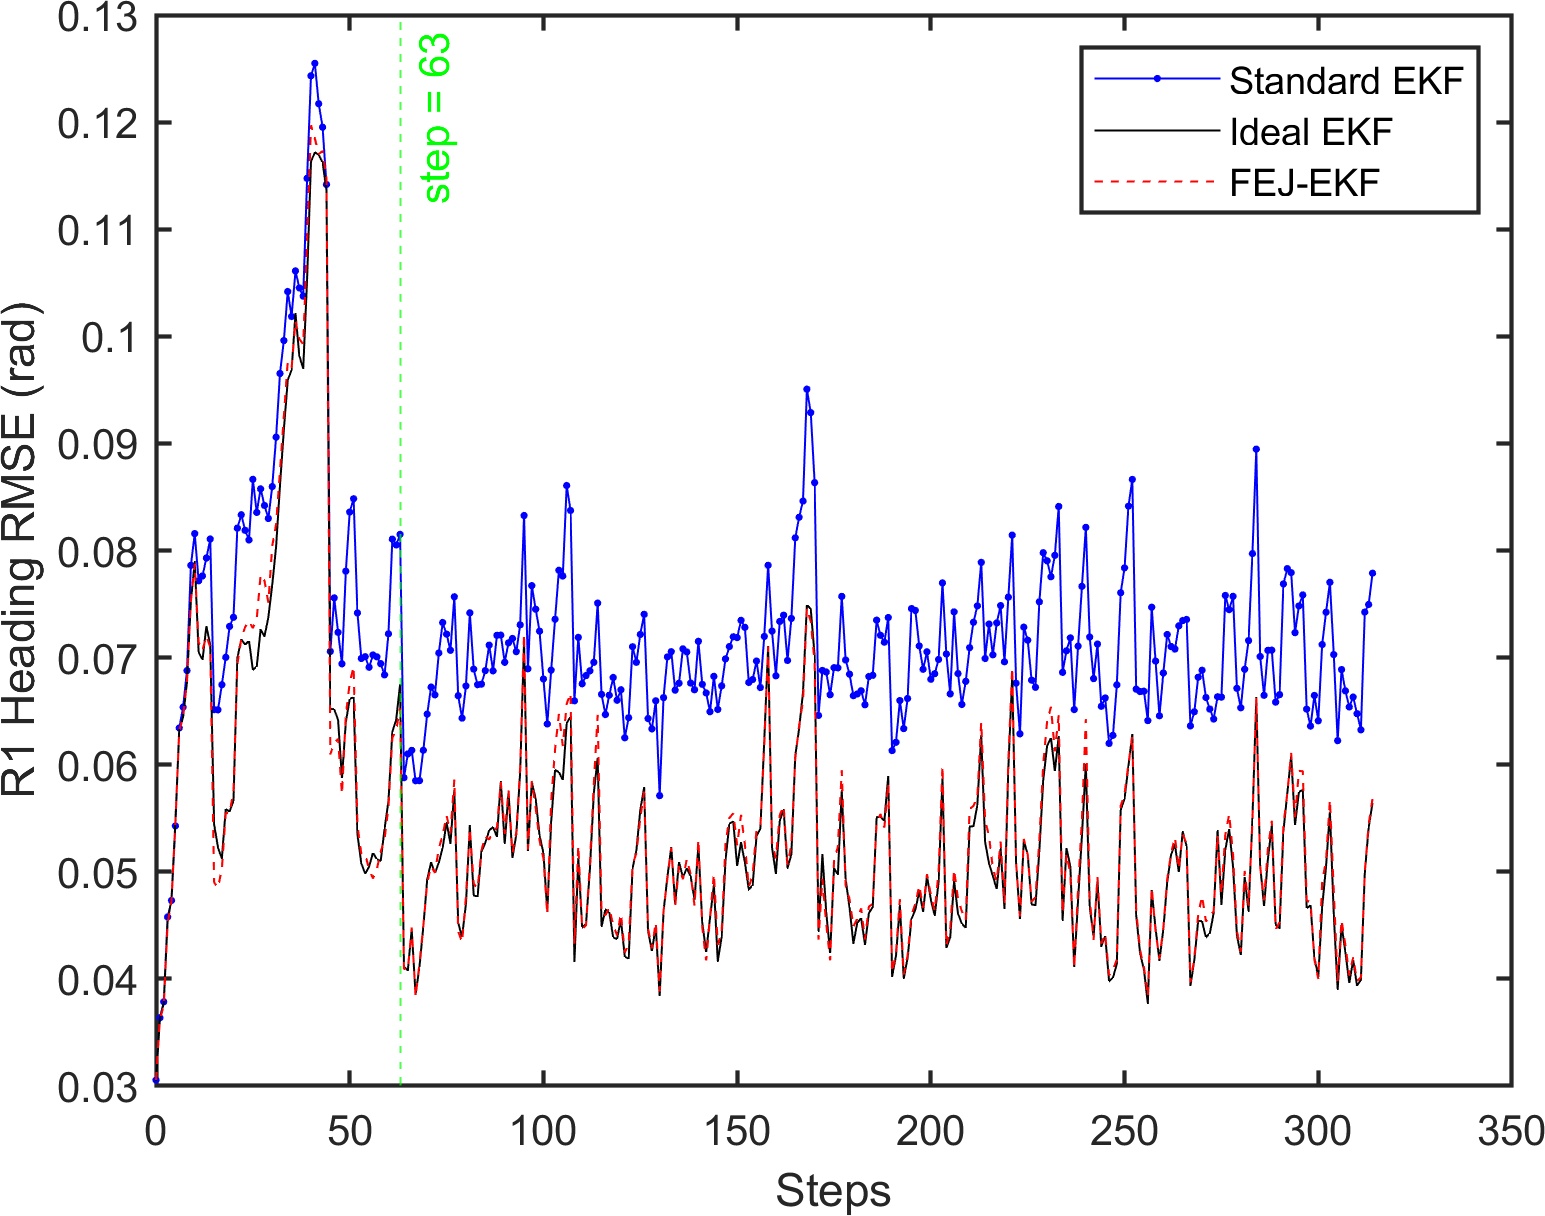 0.13
0.12
0.11
0.1
0.09
0.08
0.07
0.06
0.05
0.04
0.03
R1 Heading RMSE (rad)
step = 63
Standard EKF
Ideal EKF
FEJ-EKF
0 50 100 150 200 250 300 350
Steps